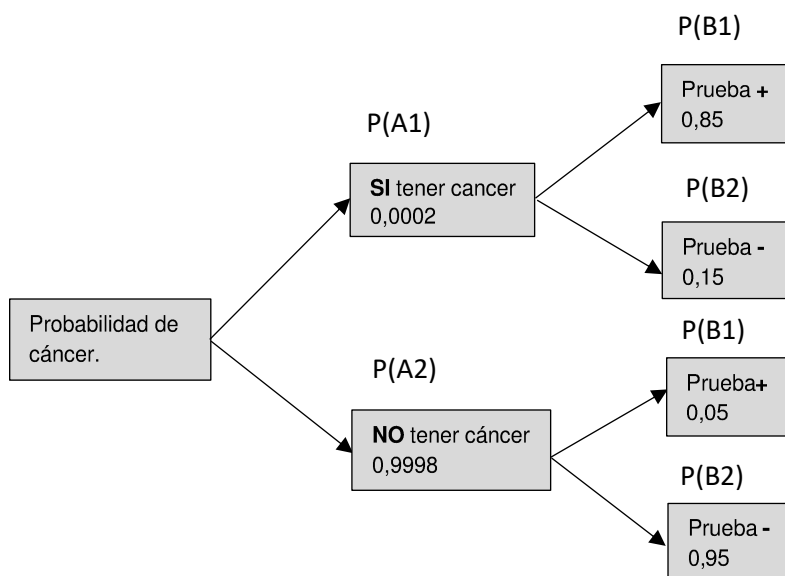 P(B1)
Prueba +
0,85
P(A1)
SI tener cancer
0,0002
P(B2)
Prueba -
0,15
Probabilidad de
cáncer.
P(A2)
NO tener cáncer
0,9998
P(B1)
Prueba+
0,05
P(B2)
Prueba -
0,95